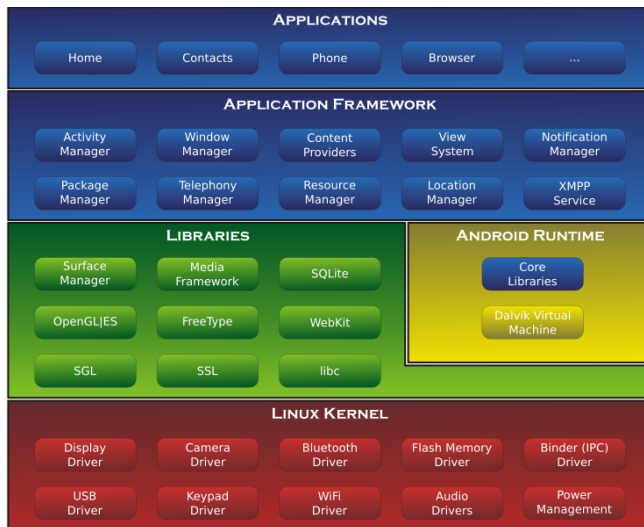 APPLICATIONS
Home
Contacts
Phone
Browser
...
APPLICATION FRAMEWORK
Activity
Manager
Window
Manager
Content
Providers
View
System
Notification
Manager
Package
Manager
Telephony
Manager
Resource
Manager
Location
Manager
XMPP
Service
LIBRARIES
Surface
Manager
Media
Framework
SQLite
OpenGL|ES
FreeType
WebKit
SGL
SSL
libc
ANDROID RUNTIME
Core
Libraries
Dalvik Virtual
Machine
LINUX KERNEL
Display
Driver
Camera
Driver
Bluetooth
Driver
Flash Memory
Driver
Binder (IPC)
Driver
USB
Driver
Keypad
Driver
WiFi
Driver
Audio
Drivers
Power
Management